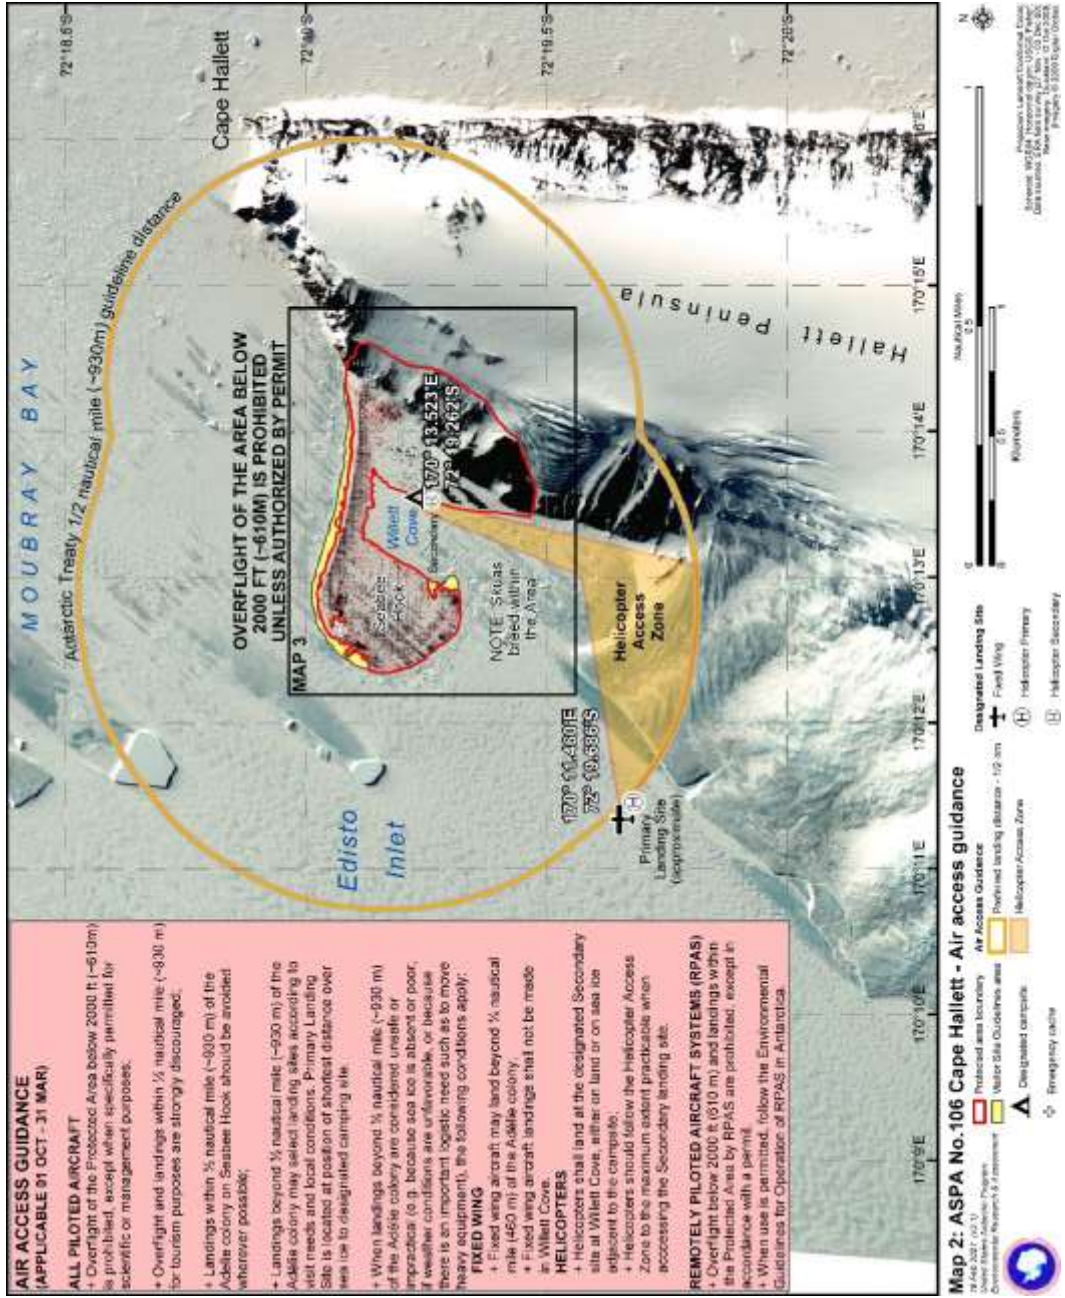 AIR ACCESS GUIDANCE
(APPLICABLE 01 OCT - 31 MAR)
ALL PILOTED AIRCRAFT
+ Overflight of the Protected Area below 2000 ft (~610m)
is prohibited, except when specifically permitted for
scientific or management purposes;
+ Overflight and landings within ½ nautical mile (~930 m)
for tourism purposes are strongly discouraged;
+ Landings within ½ nautical mile (~930 m) of the
Adélie colony on Seabee Hook should be avoided
wherever possible;
+ Landings beyond ½ nautical mile (~930 m) of the
Adélie colony may select landing sites according to
visit needs and local conditions. Primary Landing
Site is located at position of shortest distance over
sea ice to designated camping site.
+ When landings beyond ½ nautical mile (~930 m)
of the Adélie colony are considered unsafe or
impractical (e.g. because sea ice is absent or poor,
if weather conditions are unfavorable, or because
there is an important logistic need such as to move
heavy equipment), the following conditions apply:
FIXED WING
+ Fixed wing aircraft may land beyond ¼ nautical
mile (460 m) of the Adélie colony.
+ Fixed wing aircraft landings shall not be made
in Willett Cove.
HELICOPTERS
+ Helicopters shall land at the designated Secondary
site at Willett Cove, either on land or on sea ice
adjacent to the campsite.
+ Helicopters should follow the Helicopter Access
Zone to the maximum extent practicable when
accessing the Secondary landing site.
REMOTELY PILOTED AIRCRAFT SYSTEMS (RPAS)
+ Overflight below 2000 ft (610 m) and landings within
the Protected Area by RPAS are prohibited, except in
accordance with a permit.
+ When use is permitted, follow the Environmental
Guidelines for Operation of RPAS in Antarctica.
MOUBRAY BAY
Antarctic Treaty 1/2 nautical mile (~930m) guideline distance
Cape Hallett
72°18.5'S
72°19'S
72°19.5'S
72°20'S
OVERFLIGHT OF THE AREA BELOW
2000 FT (~610M) IS PROHIBITED
UNLESS AUTHORIZED BY PERMIT
MAP 3
Edisto
Inlet
Seabee
Hook
Willett
Cove
Secondary
H
170° 13.523'E
72° 19.262'S
NOTE: Skuas
breed within
the Area
170° 11.460'E
72° 19.686'S
H
Primary
Landing Site
(approximate)
Helicopter
Access
Zone
Hallett Peninsula
170°9'E
170°10'E
170°11'E
170°12'E
170°13'E
170°14'E
170°15'E
Map 2: ASPA No.106 Cape Hallett - Air access guidance
United States Antarctic Program
Environmental Research & Assessment
Protected area boundary
Visitor Site Guidelines area
Designated campsite
Emergency cache
Air Access Guidance
Preferred landing distance - 1/2 nm
Helicopter Access Zone
Designated Landing Site
Fixed Wing
H Helicopter Primary
H Helicopter Secondary
Nautical Miles
0 0.5 1
0 0.5 1
Kilometers
N